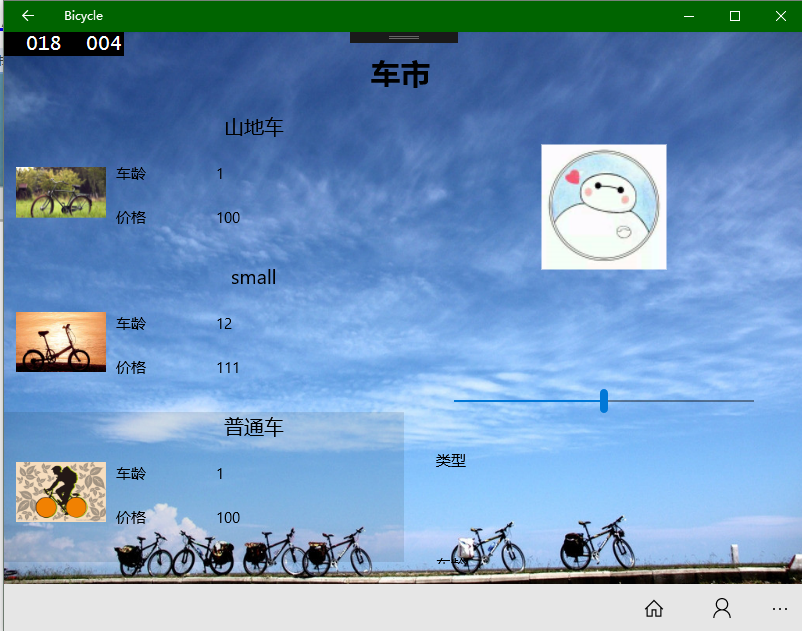 Bicycle
018 004
车市
山地车
车龄 1
价格 100
small
车龄 12
价格 111
普通车
车龄 1
价格 100
类型